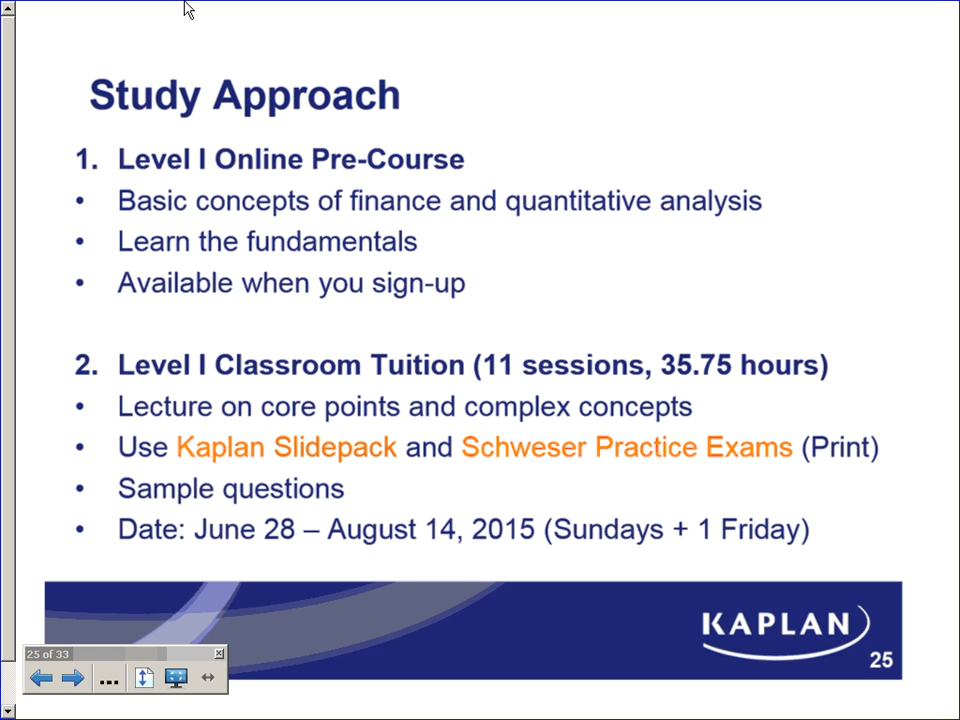 Study Approach
1. Level I Online Pre-Course
• Basic concepts of finance and quantitative analysis
• Learn the fundamentals
• Available when you sign-up
2. Level I Classroom Tuition (11 sessions, 35.75 hours)
• Lecture on core points and complex concepts
• Use Kaplan Slidepack and Schweser Practice Exams (Print)
• Sample questions
• Date: June 28 – August 14, 2015 (Sundays + 1 Friday)
KAPLAN
25
25 of 33
...